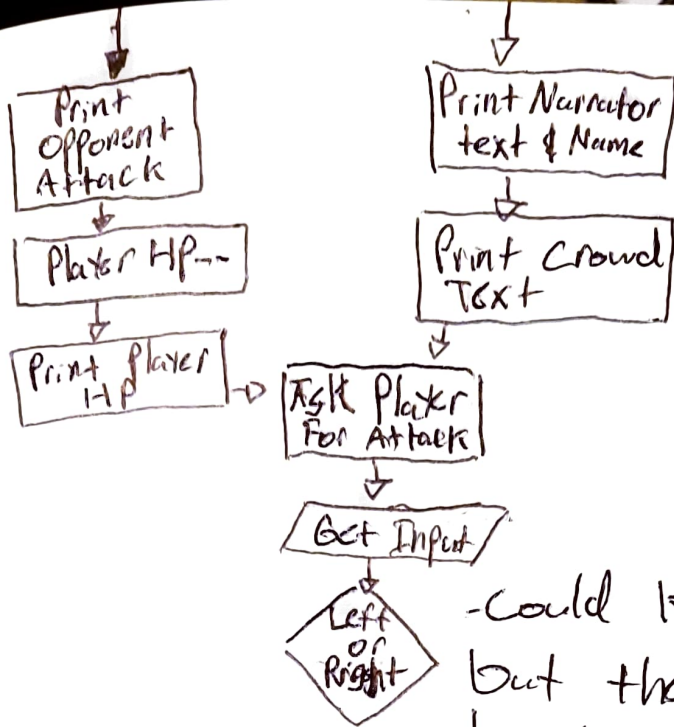 Print
Opponent
Attack
Player HP--
Print Player
HP
Print Narrator
text & Name
Print Crowd
Text
Ask Player
For Attack
Get Input
Left
or
Right
-Could
but